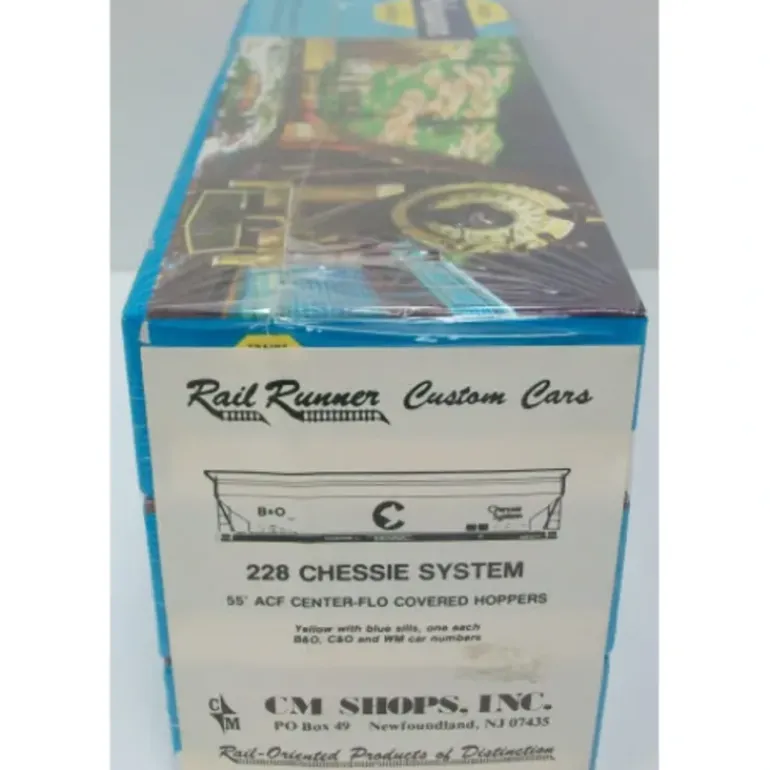 Rail Runner Custom Cars
B&O
Chessie System
228 CHESSIE SYSTEM
55' ACF CENTER-FLO COVERED HOPPERS
Yellow with blue sills, one each
B&O, C&O and WM car numbers
C
M
CM SHOPS, INC.
PO Box 49 Newfoundland, NJ 07435
Rail-Oriented Products of Distinction